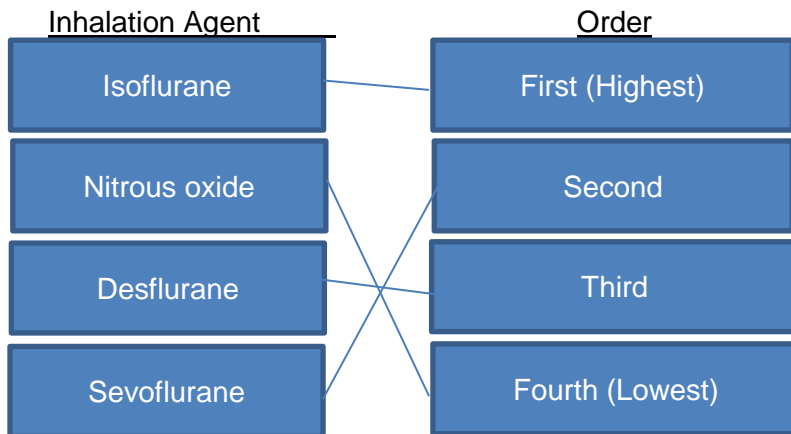 Inhalation Agent
Order
Isoflurane
First (Highest)
Nitrous oxide
Second
Desflurane
Third
Sevoflurane
Fourth (Lowest)